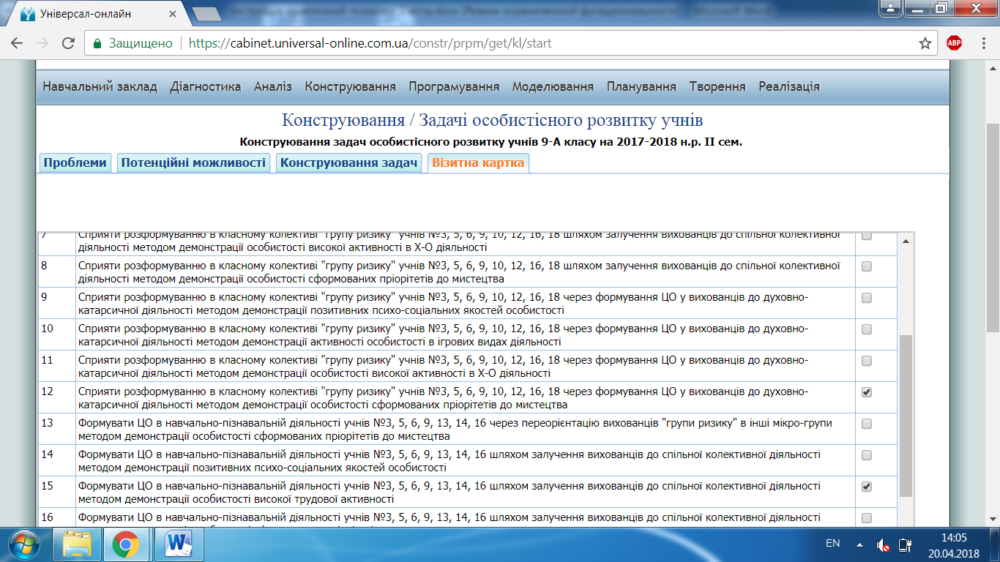 Універсал-онлайн
Защищено
https://cabinet.universal-online.com.ua/constr/prpm/get/kl/start
ABP
Навчальний заклад Діагностика Аналіз Конструювання Програмування Моделювання Планування Творення Реалізація
Конструювання / Задачі особистісного розвитку учнів
Конструювання задач особистісного розвитку учнів 9-А класу на 2017-2018 н.р. II сем.
Проблеми Потенційні можливості Конструювання задач Візитна картка
7 Сприяти розформуванню в класному колективі "групу ризику" учнів №3, 5, 6, 9, 10, 12, 16, 18 шляхом залучення вихованців до спільної колективної
діяльності методом демонстрації особистості високої активності в Х-О діяльності
8 Сприяти розформуванню в класному колективі "групу ризику" учнів №3, 5, 6, 9, 10, 12, 16, 18 шляхом залучення вихованців до спільної колективної
діяльності методом демонстрації особистості сформованих пріорітетів до мистецтва
9 Сприяти розформуванню в класному колективі "групу ризику" учнів №3, 5, 6, 9, 10, 12, 16, 18 через формування ЦО у вихованців до духовно-
катарсичної діяльності методом демонстрації позитивних психо-соціальних якостей особистості
10 Сприяти розформуванню в класному колективі "групу ризику" учнів №3, 5, 6, 9, 10, 12, 16, 18 через формування ЦО у вихованців до духовно-
катарсичної діяльності методом демонстрації активності особистості в ігрових видах діяльності
11 Сприяти розформуванню в класному колективі "групу ризику" учнів №3, 5, 6, 9, 10, 12, 16, 18 через формування ЦО у вихованців до духовно-
катарсичної діяльності методом демонстрації особистості високої активності в Х-О діяльності
12 Сприяти розформуванню в класному колективі "групу ризику" учнів №3, 5, 6, 9, 10, 12, 16, 18 через формування ЦО у вихованців до духовно-
катарсичної діяльності методом демонстрації особистості сформованих пріорітетів до мистецтва
13 Формувати ЦО в навчально-пізнавальній діяльності учнів №3, 5, 6, 9, 13, 14, 16 через переорієнтацію вихованців "групи ризику" в інші мікро-групи
методом демонстрації особистості сформованих пріорітетів до мистецтва
14 Формувати ЦО в навчально-пізнавальній діяльності учнів №3, 5, 6, 9, 13, 14, 16 шляхом залучення вихованців до спільної колективної діяльності
методом демонстрації позитивних психо-соціальних якостей особистості
15 Формувати ЦО в навчально-пізнавальній діяльності учнів №3, 5, 6, 9, 13, 14, 16 шляхом залучення вихованців до спільної колективної діяльності
методом демонстрації особистості високої трудової активності
16 Формувати ЦО в навчально-пізнавальній діяльності учнів №3, 5, 6, 9, 13, 14, 16 шляхом залучення вихованців до спільної колективної діяльності
EN
14:05
20.04.2018